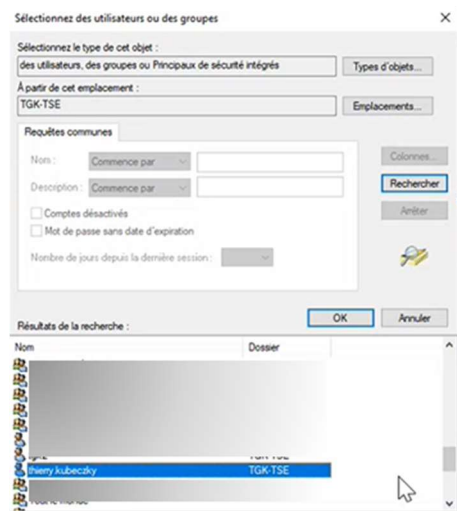 Sélectionnez des utilisateurs ou des groupes
Sélectionnez le type de cet objet :
des utilisateurs, des groupes ou Principaux de sécurité intégrés
Types d'objets...
À partir de cet emplacement :
TGK-TSE
Emplacements...
Requêtes communes
Nom :
Commence par
Colonnes...
Description :
Commence par
Rechercher
Comptes désactivés
Arrêter
Mot de passe sans date d'expiration
Nombre de jours depuis la dernière session :
OK
Annuler
Résultats de la recherche :
Nom
Dossier
thierry.kubeczky
TGK-TSE